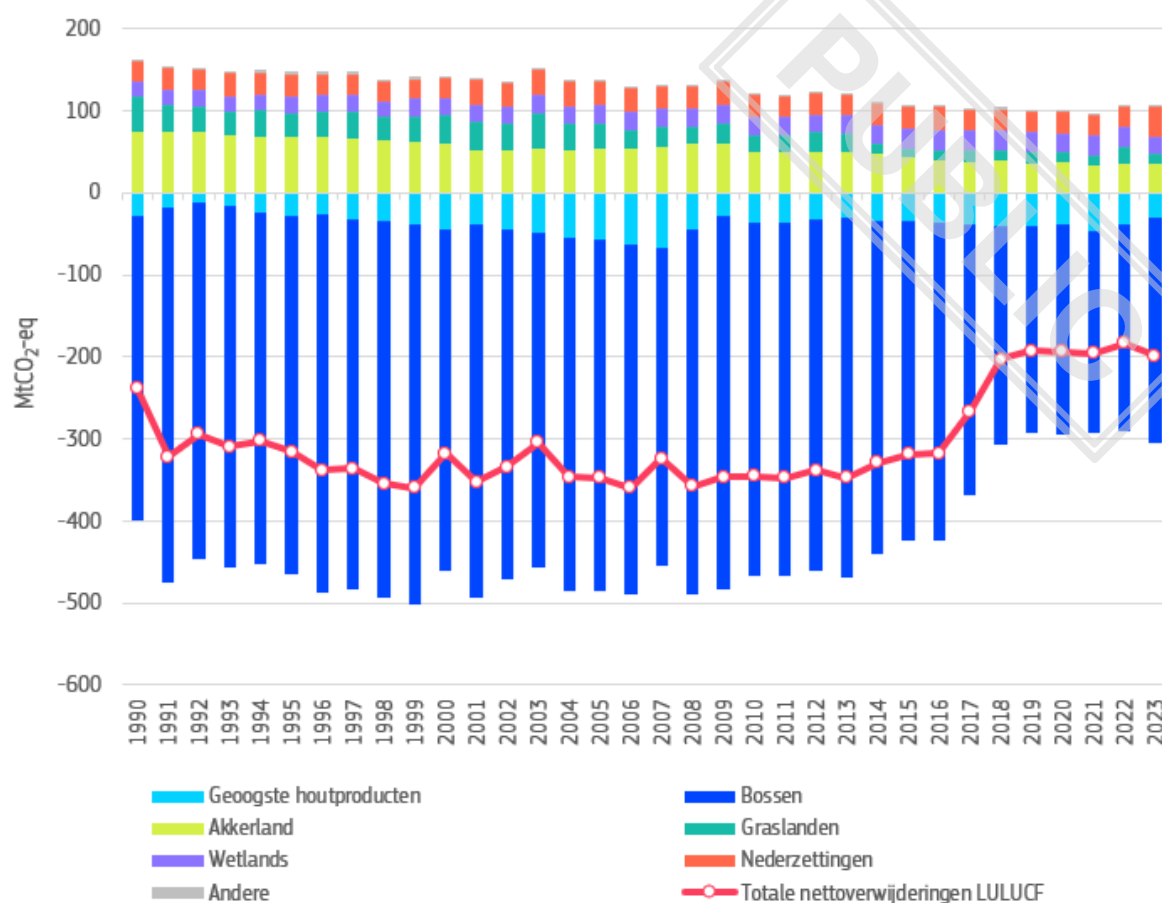 200
100
0
-100
-200
-300
-400
-500
-600
MtCO₂-eq
1990 1991 1992 1993 1994 1995 1996 1997 1998 1999 2000 2001 2002 2003 2004 2005 2006 2007 2008 2009 2010 2011 2012 2013 2014 2015 2016 2017 2018 2019 2020 2021 2022 2023
PUBLIC
Geoogste houtproducten Bossen
Akkerland Graslanden
Wetlands Nederzettingen
Andere Totale nettoverwijderingen LULUCF